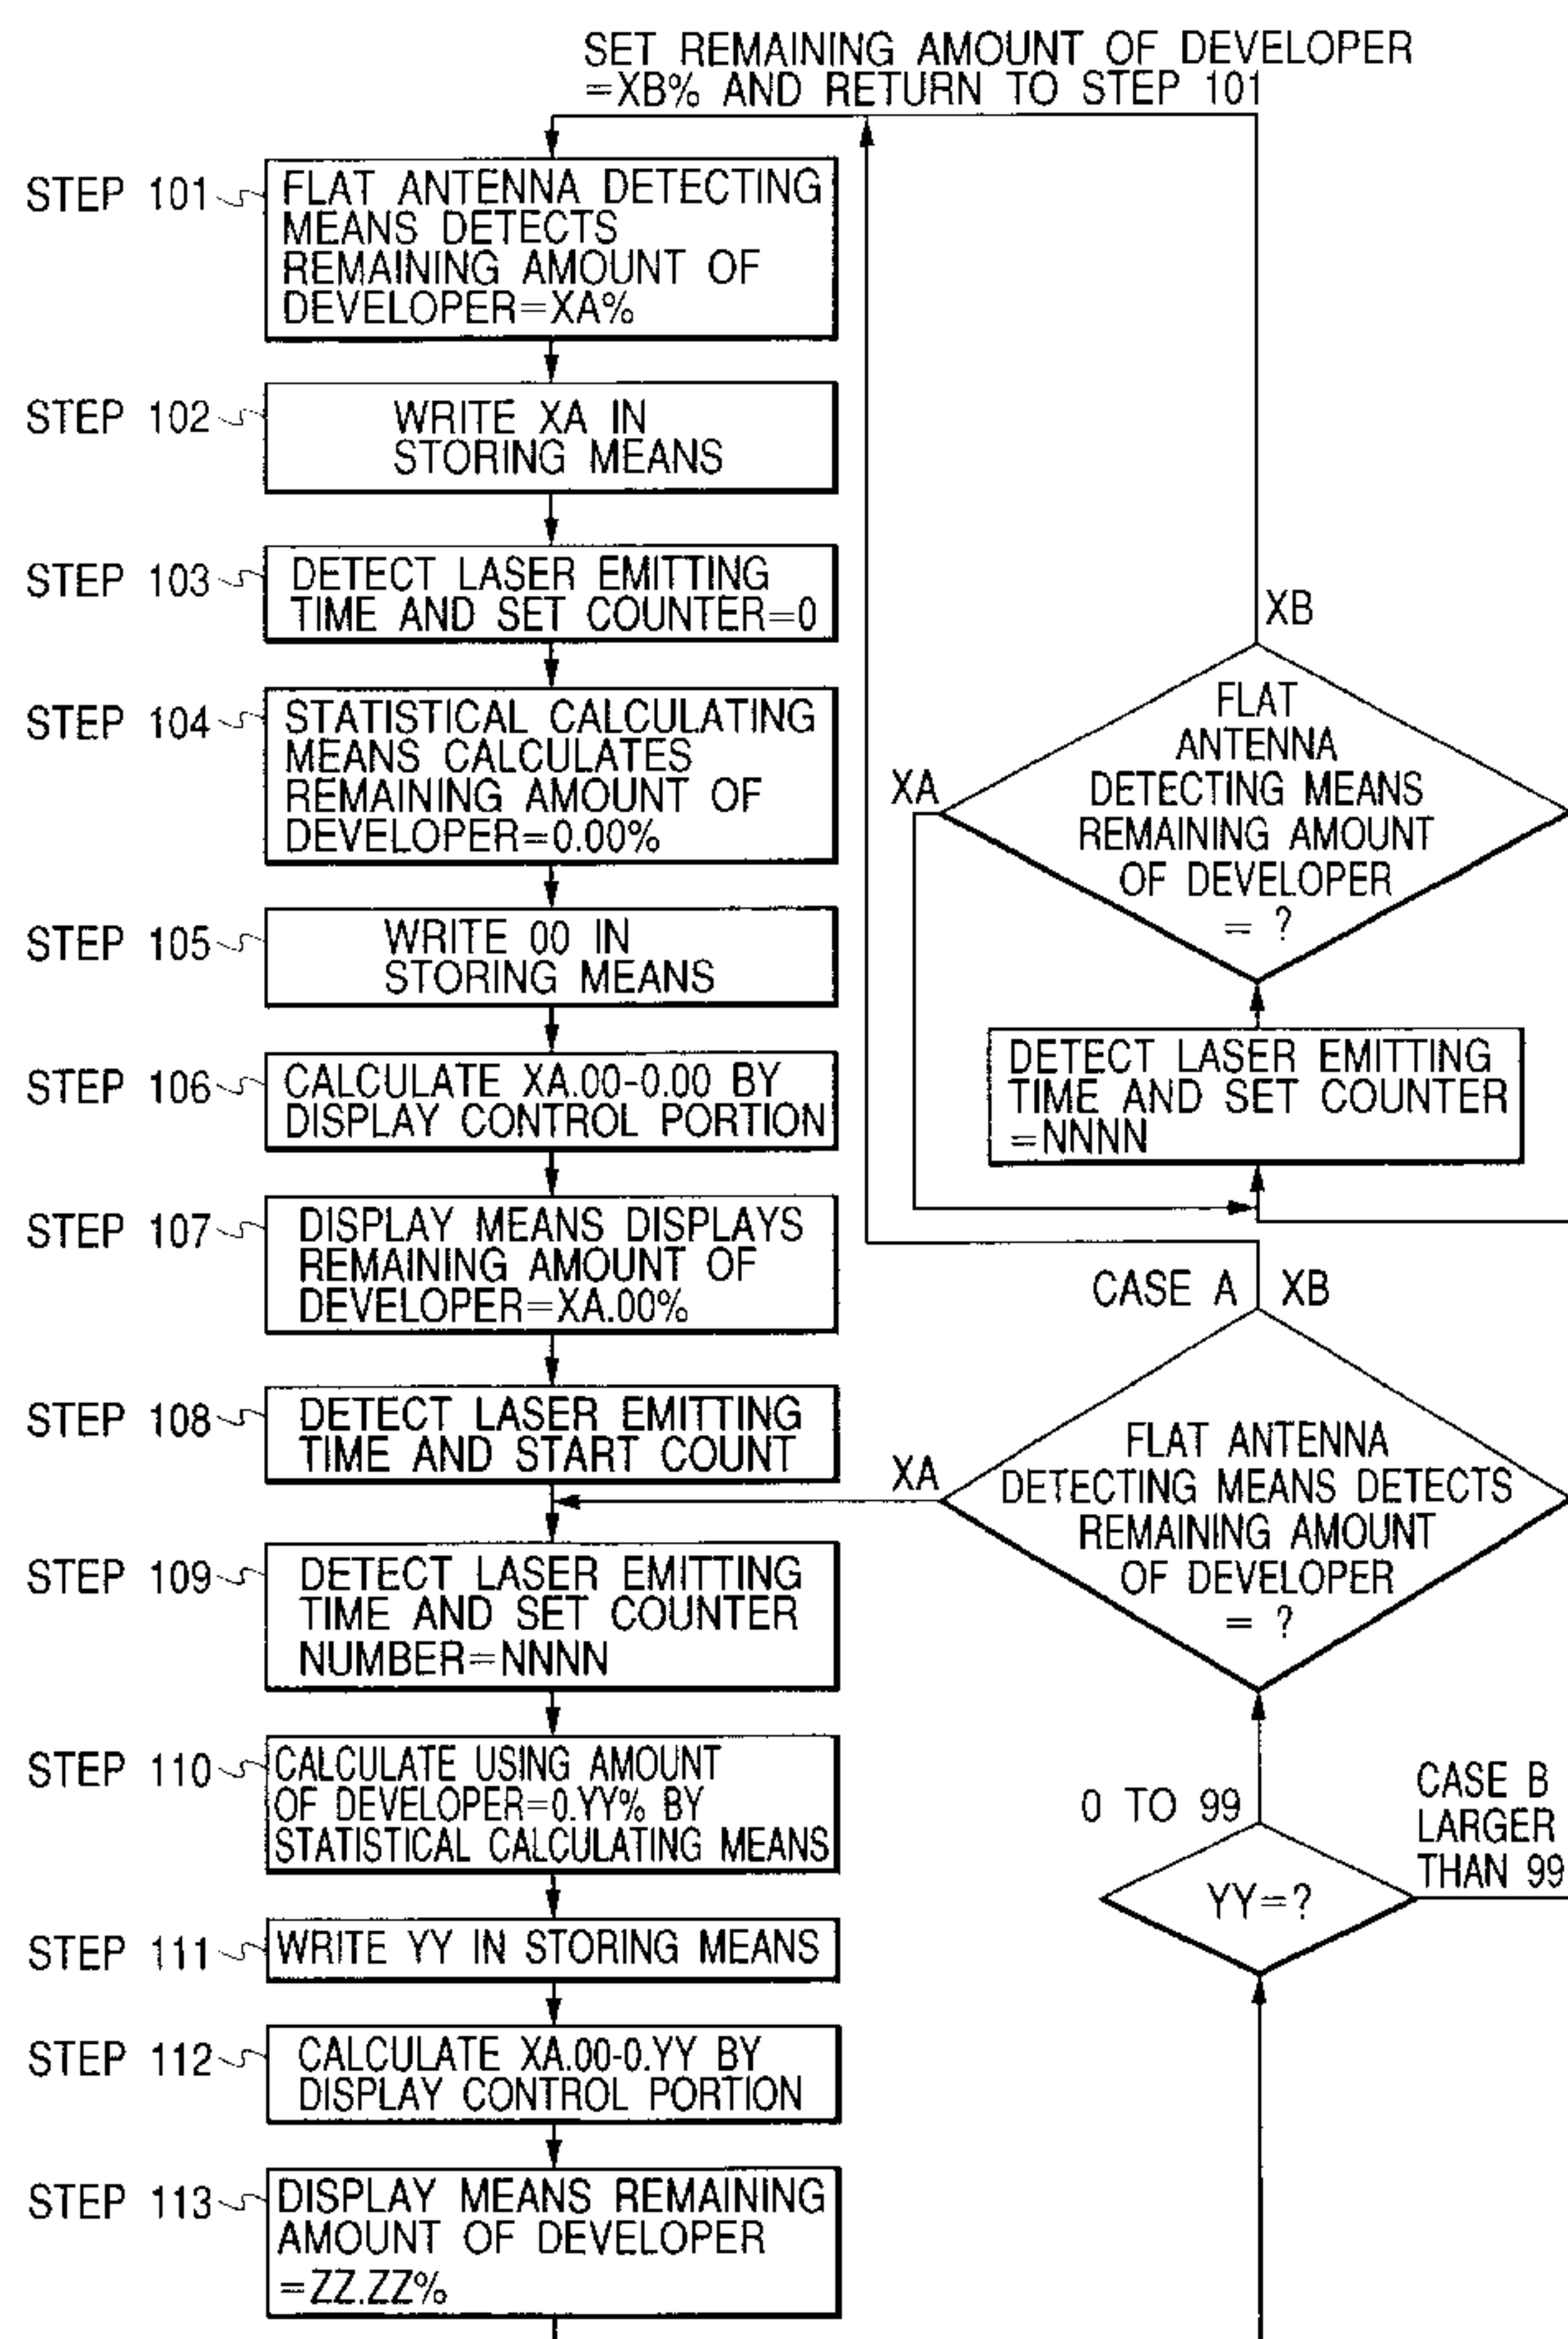 SET REMAINING AMOUNT OF DEVELOPER
=XB% AND RETURN TO STEP 101
STEP 101
FLAT ANTENNA DETECTING
MEANS DETECTS
REMAINING AMOUNT OF
DEVELOPER=XA%
STEP 102
WRITE XA IN
STORING MEANS
STEP 103
DETECT LASER EMITTING
TIME AND SET COUNTER=0
STEP 104
STATISTICAL CALCULATING
MEANS CALCULATES
REMAINING AMOUNT OF
DEVELOPER=0.00%
STEP 105
WRITE 00 IN
STORING MEANS
STEP 106
CALCULATE XA.00-0.00 BY
DISPLAY CONTROL PORTION
STEP 107
DISPLAY MEANS DISPLAYS
REMAINING AMOUNT OF
DEVELOPER=XA.00%
STEP 108
DETECT LASER EMITTING
TIME AND START COUNT
STEP 109
DETECT LASER EMITTING
TIME AND SET COUNTER
NUMBER=NNNN
STEP 110
CALCULATE USING AMOUNT
OF DEVELOPER=0.YY% BY
STATISTICAL CALCULATING MEANS
STEP 111
WRITE YY IN STORING MEANS
STEP 112
CALCULATE XA.00-0.YY BY
DISPLAY CONTROL PORTION
STEP 113
DISPLAY MEANS REMAINING
AMOUNT OF DEVELOPER
=ZZ.ZZ%
XB
XA
FLAT
ANTENNA
DETECTING MEANS
REMAINING AMOUNT
OF DEVELOPER
= ?
DETECT LASER EMITTING
TIME AND SET COUNTER
=NNNN
CASE A
XB
XA
FLAT ANTENNA
DETECTING MEANS DETECTS
REMAINING AMOUNT
OF DEVELOPER
= ?
0 TO 99
CASE B
LARGER
THAN 99
YY=?